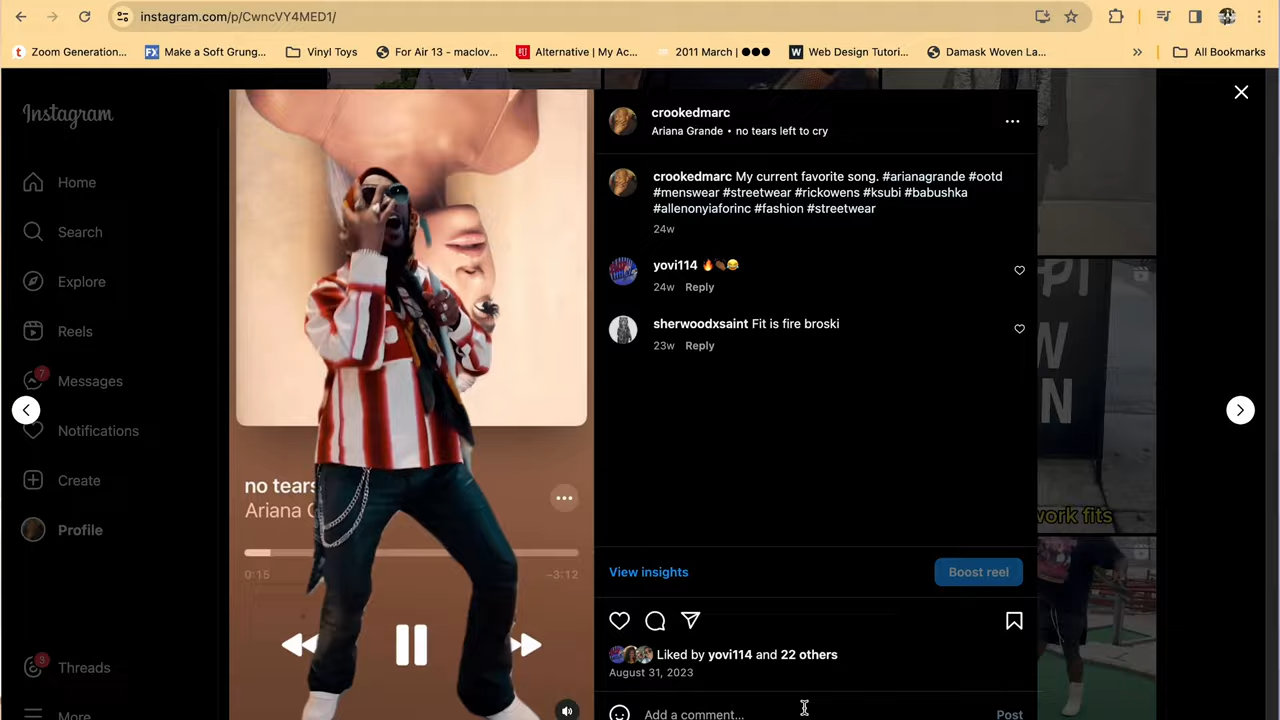 instagram.com/p/CwncVY4MED1/
Zoom Generation...
Make a Soft Grung...
Vinyl Toys
For Air 13 – maclov...
Alternative | My Ac...
2011 March | ●●●
Web Design Tutori...
Damask Woven La...
All Bookmarks
Instagram
Home
Search
Explore
Reels
7
Messages
Notifications
Create
Profile
3
Threads
More
no tears
Ariana G
0:15
−3:12
crookedmarc
Ariana Grande • no tears left to cry
crookedmarc My current favorite song. #arianagrande #ootd
#menswear #streetwear #rickowens #ksubi #babushka
#allenonyiaforinc #fashion #streetwear
24w
yovi114 🔥👏🏾😂
24w Reply
sherwoodxsaint Fit is fire broski
23w Reply
View insights
Boost reel
Liked by yovi114 and 22 others
August 31, 2023
Add a comment...
Post
work fits